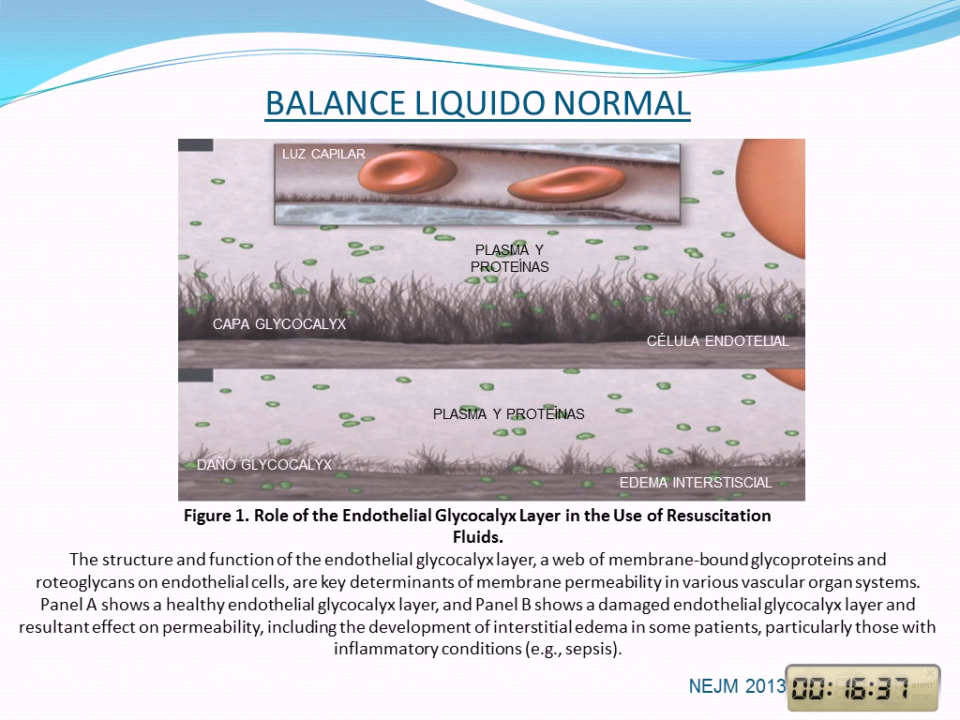 BALANCE LIQUIDO NORMAL
LUZ CAPILAR
PLASMA Y
PROTEÍNAS
CAPA GLYCOCALYX
CÉLULA ENDOTELIAL
PLASMA Y PROTEÍNAS
DAÑO GLYCOCALYX
EDEMA INTERSTISCIAL
Figure 1. Role of the Endothelial Glycocalyx Layer in the Use of Resuscitation
Fluids.
The structure and function of the endothelial glycocalyx layer, a web of membrane-bound glycoproteins and
roteoglycans on endothelial cells, are key determinants of membrane permeability in various vascular organ systems.
Panel A shows a healthy endothelial glycocalyx layer, and Panel B shows a damaged endothelial glycocalyx layer and
resultant effect on permeability, including the development of interstitial edema in some patients, particularly those with
inflammatory conditions (e.g., sepsis).
NEJM 2013
00:16:37